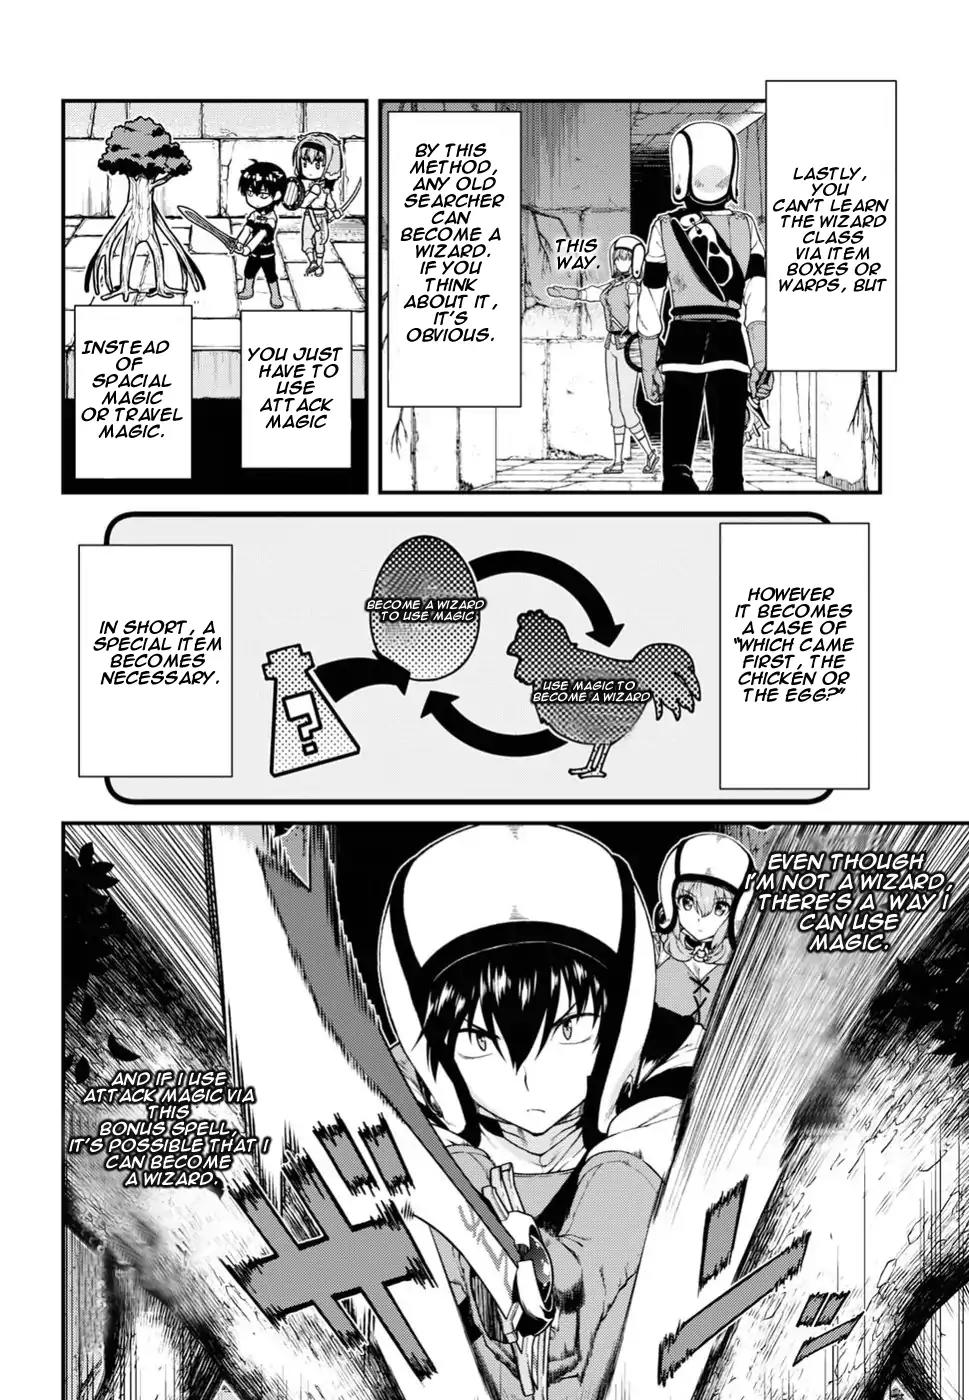 LASTLY,
YOU
CAN'T LEARN
THE WIZARD
CLASS
VIA ITEM
BOXES OR
WARPS, BUT
THIS
WAY.
BY THIS
METHOD,
ANY OLD
SEARCHER
CAN
BECOME A
WIZARD.
IF YOU
THINK
ABOUT IT,
IT'S
OBVIOUS.
YOU JUST
HAVE TO
USE
ATTACK
MAGIC
INSTEAD
OF
SPACIAL
MAGIC
OR TRAVEL
MAGIC.
HOWEVER
IT BECOMES
A CASE OF
"WHICH CAME
FIRST, THE
CHICKEN OR
THE EGG?"
BECOME A WIZARD
TO USE MAGIC
USE MAGIC TO
BECOME A WIZARD
?
IN SHORT, A
SPECIAL ITEM
BECOMES
NECESSARY.
EVEN THOUGH
I'M NOT A WIZARD,
THERE'S A WAY I
CAN USE
MAGIC.
AND IF I USE
ATTACK MAGIC VIA
THIS
BONUS SPELL,
IT'S POSSIBLE THAT I
CAN BECOME
A WIZARD.
ザン